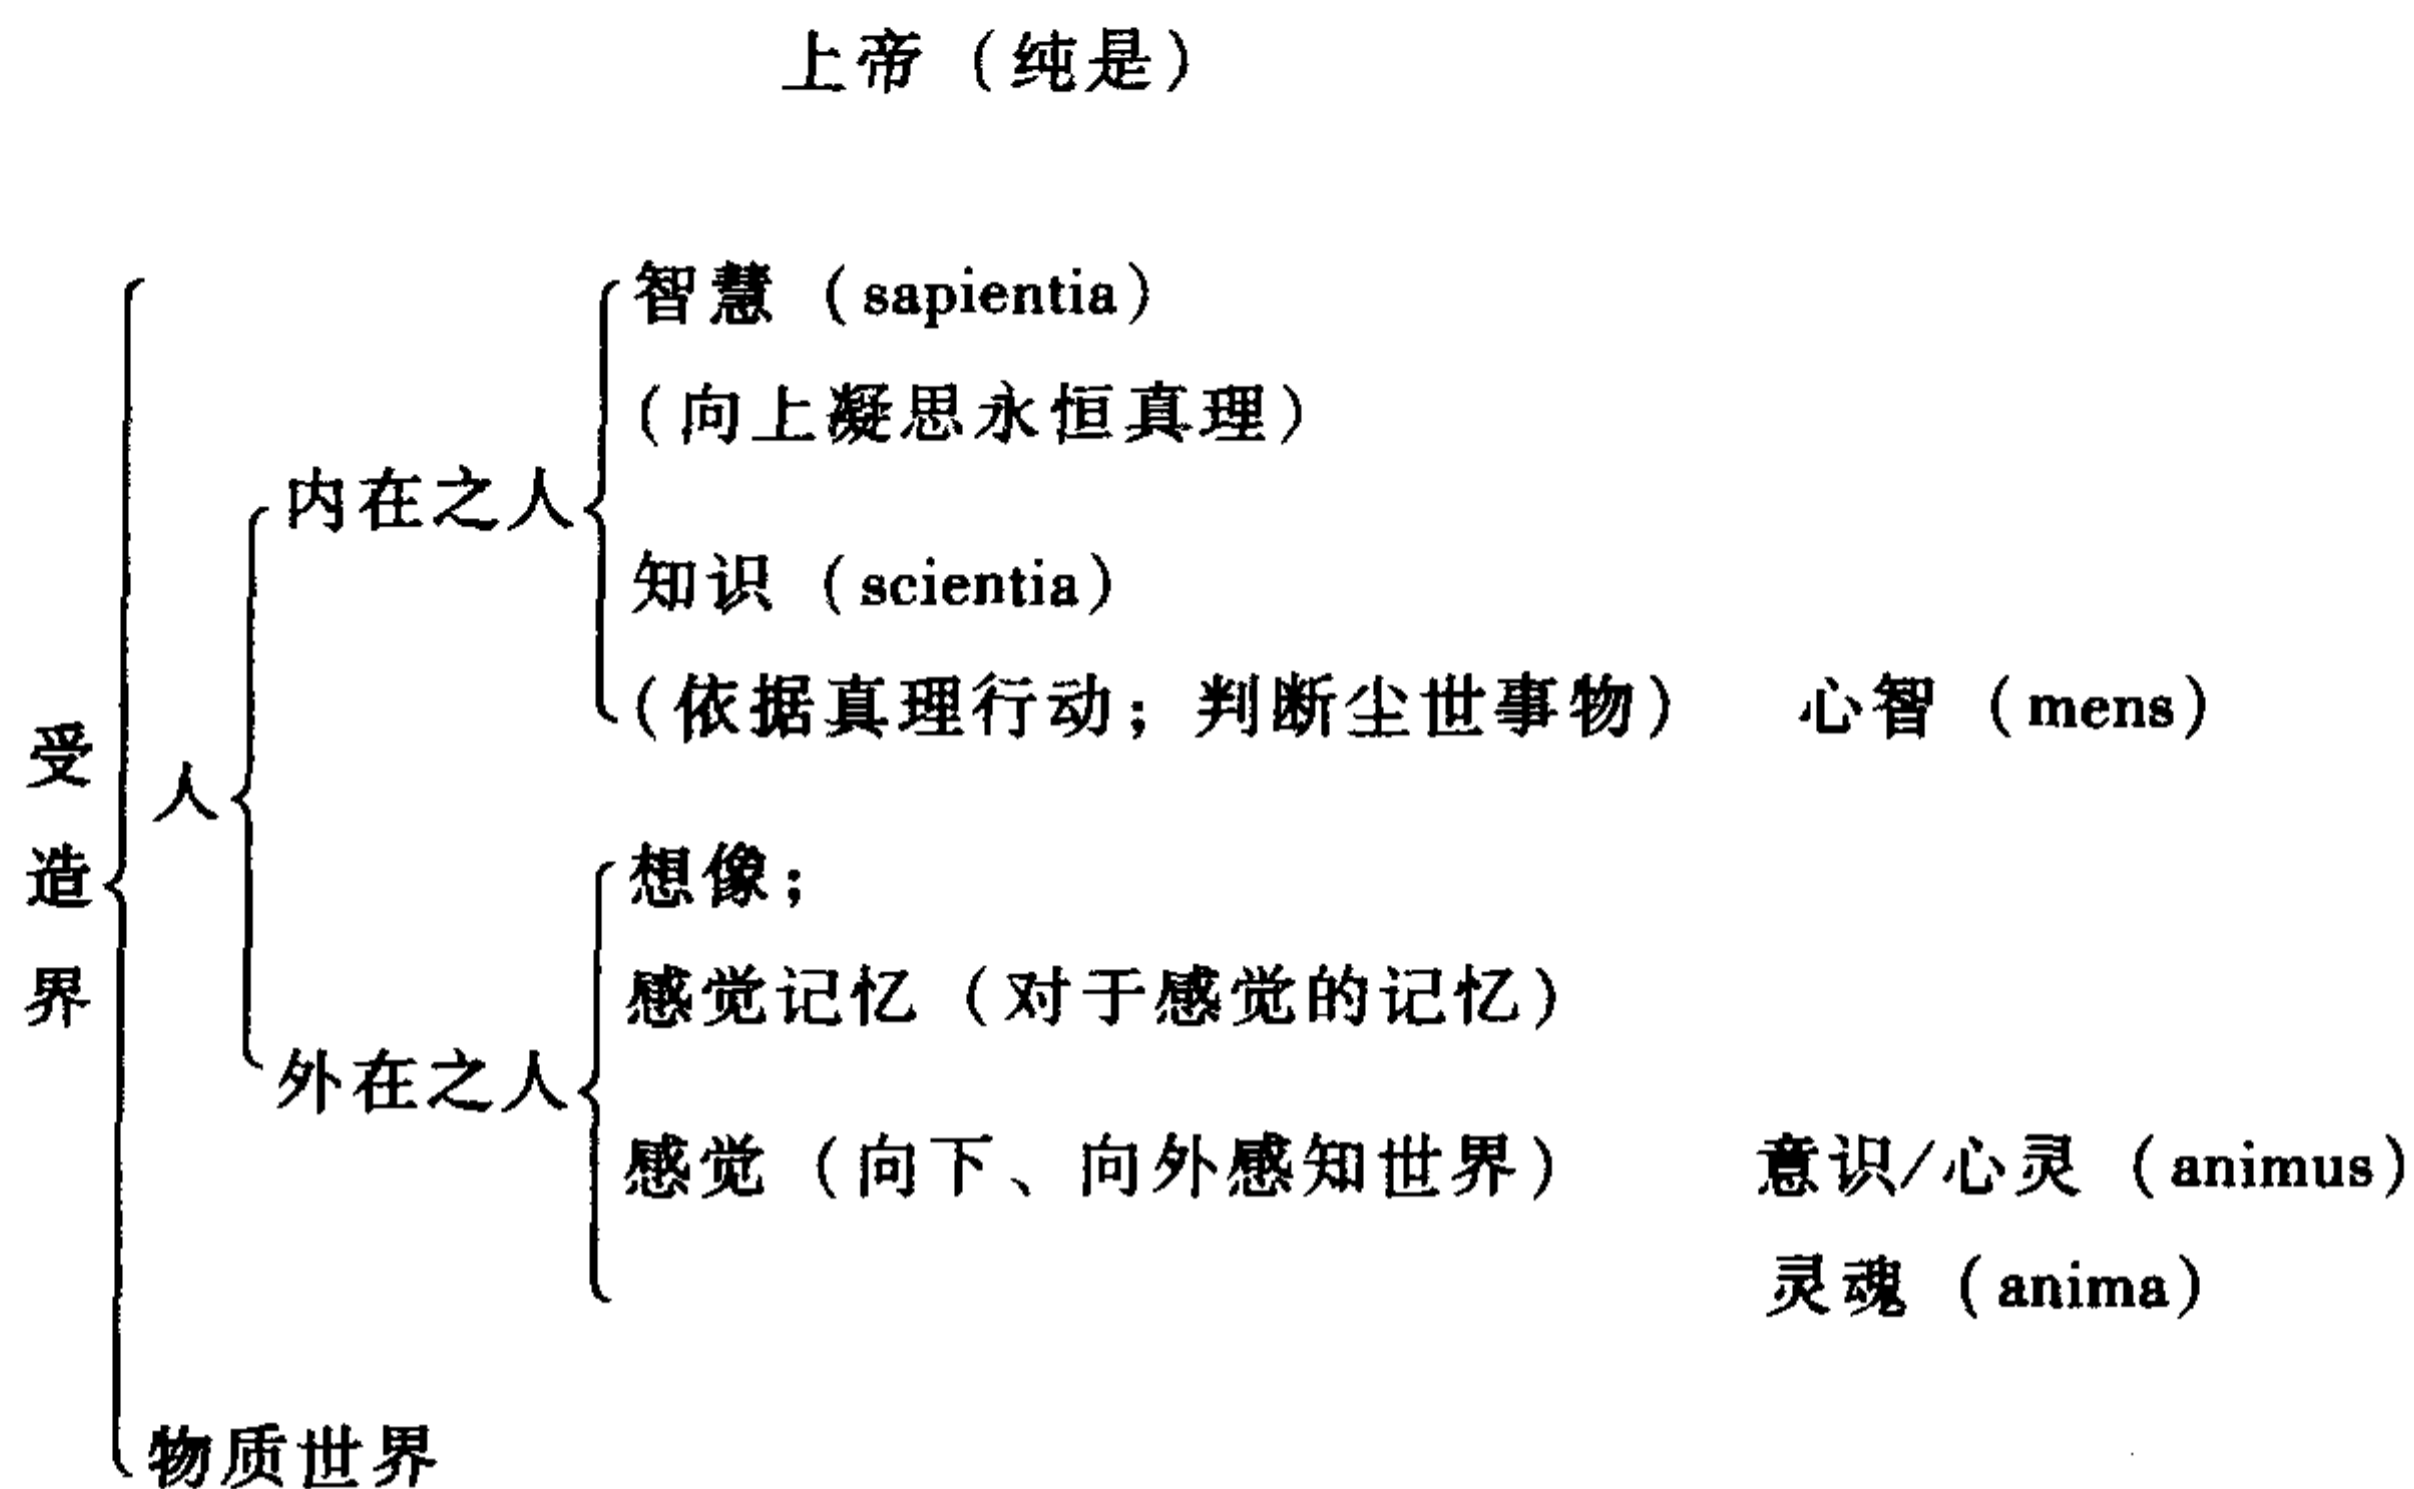 上帝（纯是）
智慧（sapientia）
（向上凝思永恒真理）
内在之人
知识（scientia）
（依据真理行动；判断尘世事物） 心智（mens）
受造界
人
想像；
感觉记忆（对于感觉的记忆）
外在之人
感觉（向下、向外感知世界） 意识/心灵（animus）
灵魂（anima）
物质世界